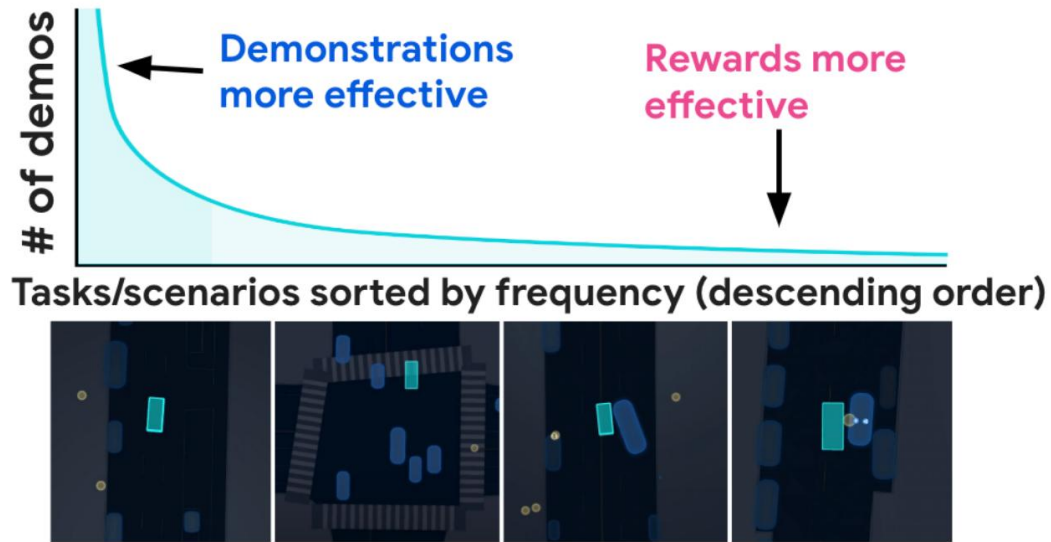 # of demos
Demonstrations
more effective
Rewards more
effective
Tasks/scenarios sorted by frequency (descending order)